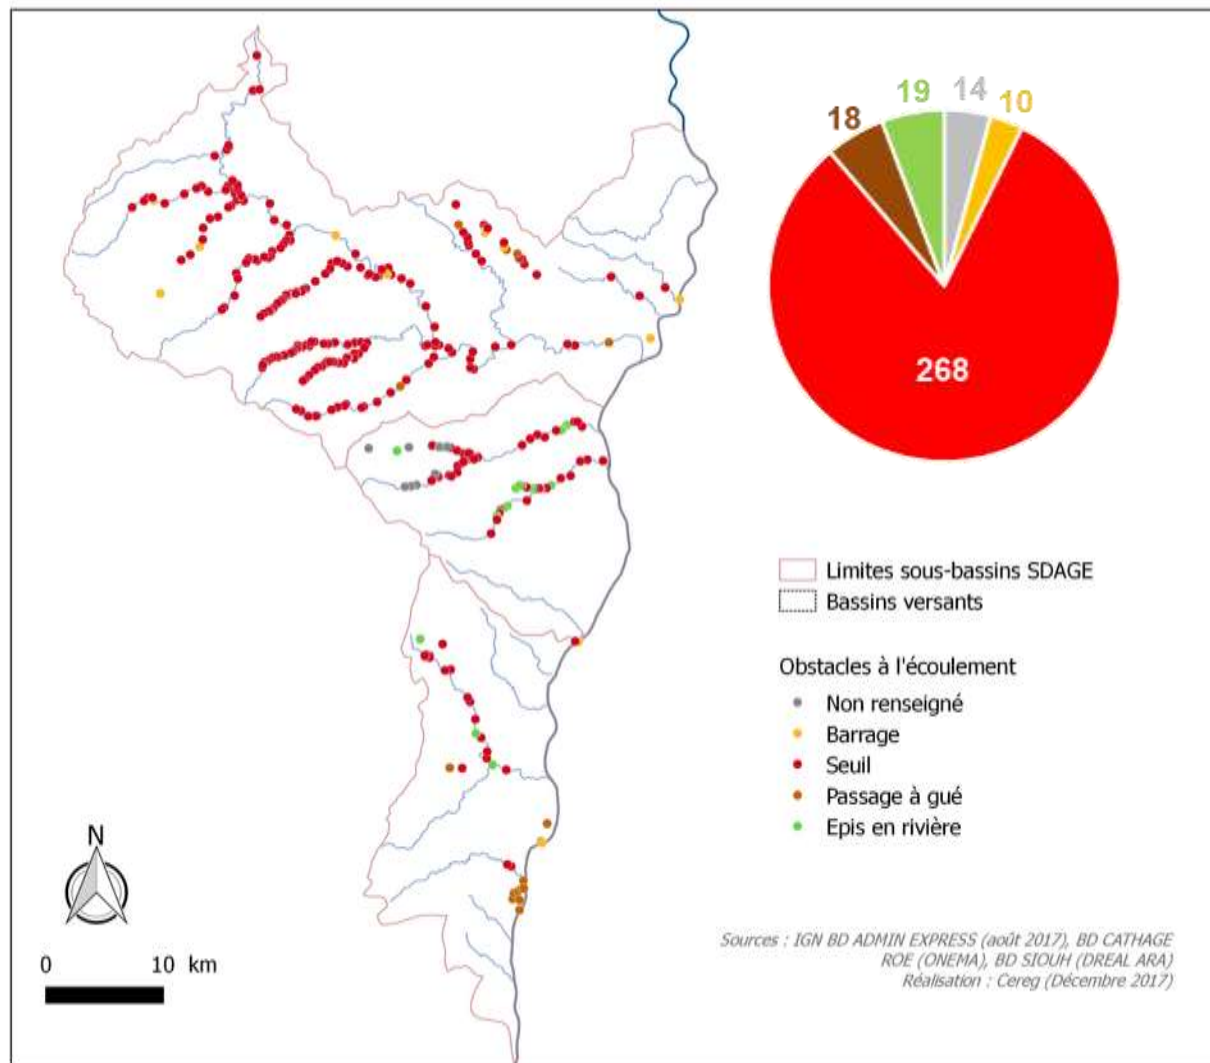 19
14
10
18
268
Limites sous-bassins SDAGE
Bassins versants
Obstacles à l'écoulement
Non renseigné
Barrage
Seuil
Passage à gué
Epis en rivière
N
0 10 km
Sources : IGN BD ADMIN EXPRESS (août 2017), BD CATHAGE
ROE (ONEMA), BD SIOUH (DREAL ARA)
Réalisation : Cereg (Décembre 2017)